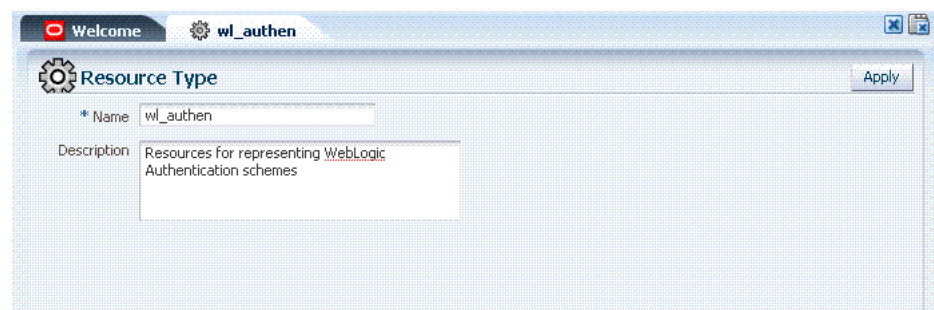 Welcome
wl_authen
Resource Type
Apply
* Name wl_authen
Description Resources for representing WebLogic
Authentication schemes